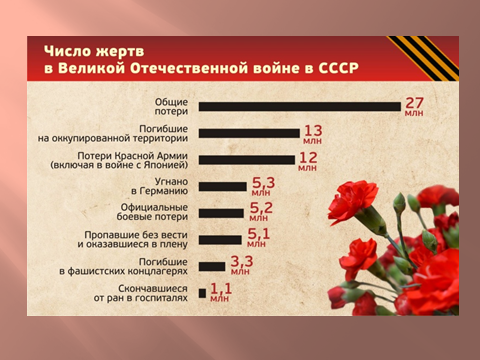 Число жертв
в Великой Отечественной войне в СССР
Общие
потери
27
млн
Погибшие
на оккупированной территории
13
млн
Потери Красной Армии
(включая в войне с Японией)
12
млн
Угнано
в Германию
5,3
млн
Официальные
боевые потери
5,2
млн
Пропавшие без вести
и оказавшиеся в плену
5,1
млн
Погибшие
в фашистских концлагерях
3,3
млн
Скончавшиеся
от ран в госпиталях
1,1
млн